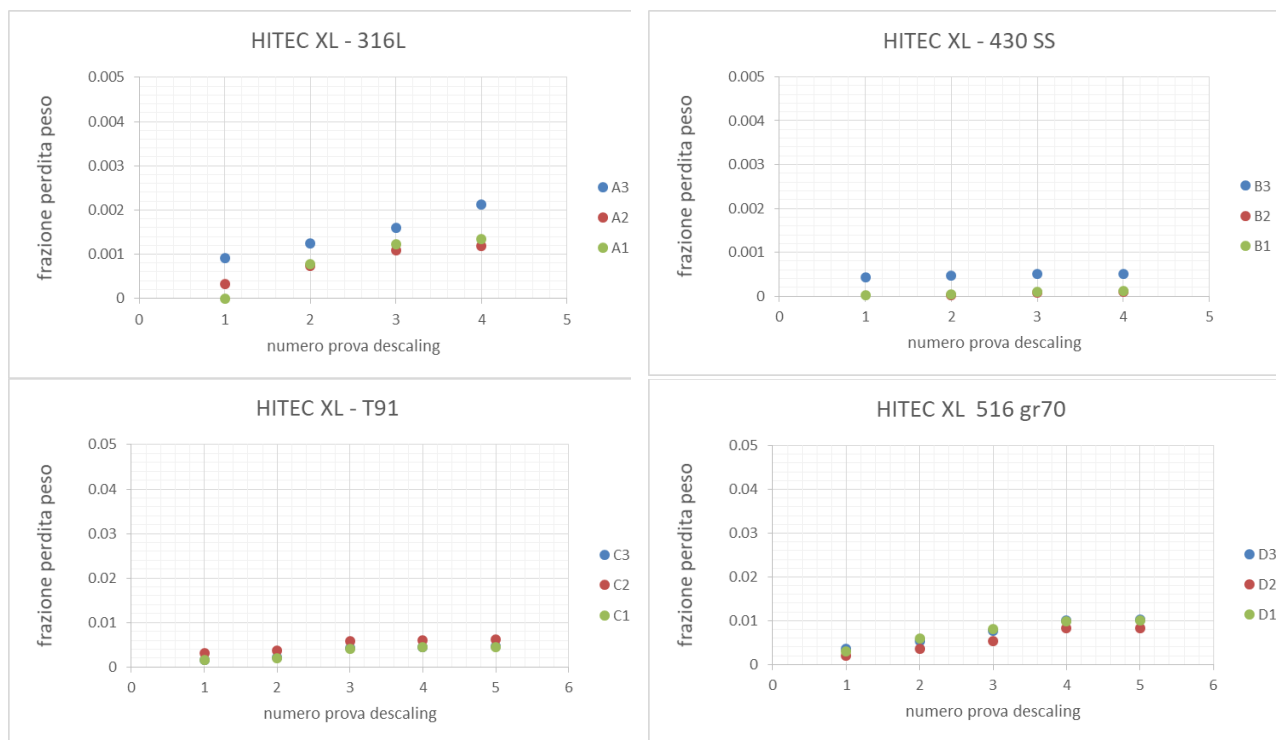 HITEC XL - 316L
frazione perdita peso
0.005
0.004
0.003
0.002
0.001
0
0 1 2 3 4 5
numero prova descaling
A3
A2
A1
HITEC XL - 430 SS
frazione perdita peso
0.005
0.004
0.003
0.002
0.001
0
0 1 2 3 4 5
numero prova descaling
B3
B2
B1
HITEC XL - T91
frazione perdita peso
0.05
0.04
0.03
0.02
0.01
0
0 1 2 3 4 5 6
numero prova descaling
C3
C2
C1
HITEC XL 516 gr70
frazione perdita peso
0.05
0.04
0.03
0.02
0.01
0
0 1 2 3 4 5 6
numero prova descaling
D3
D2
D1